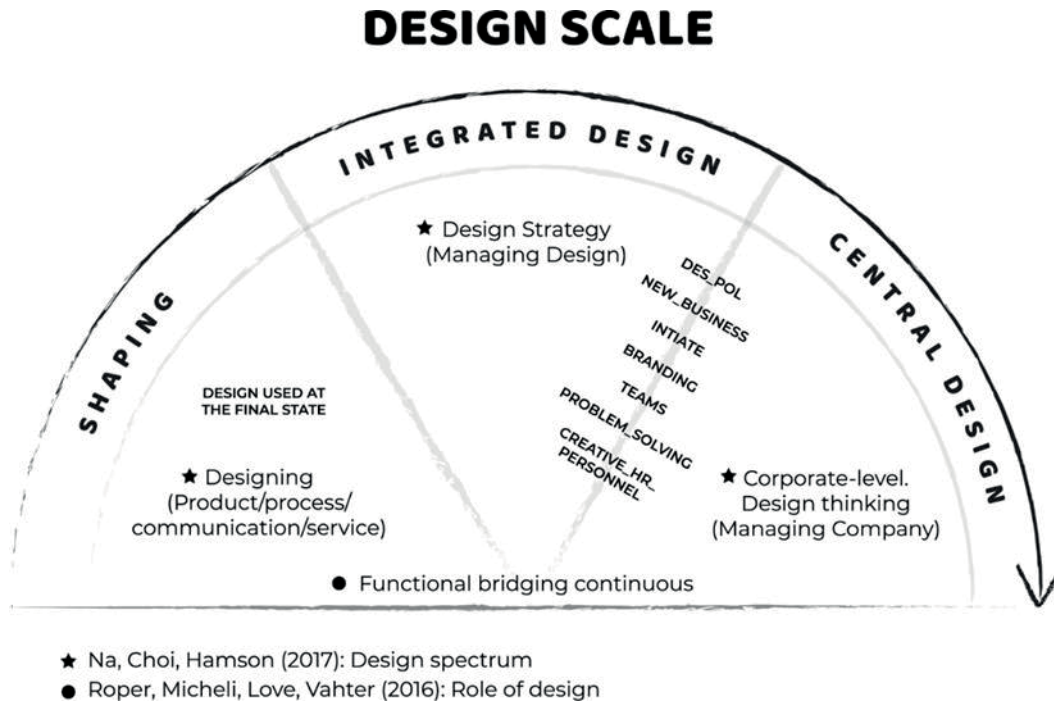 DESIGN SCALE
SHAPING
INTEGRATED DESIGN
CENTRAL DESIGN
★ Design Strategy
(Managing Design)
DES_POL
NEW_BUSINESS
INTIATE
BRANDING
TEAMS
PROBLEM_SOLVING
CREATIVE_HR_
PERSONNEL
DESIGN USED AT
THE FINAL STATE
★ Designing
(Product/process/
communication/service)
★ Corporate-level.
Design thinking
(Managing Company)
● Functional bridging continuous
★ Na, Choi, Hamson (2017): Design spectrum
● Roper, Micheli, Love, Vahter (2016): Role of design